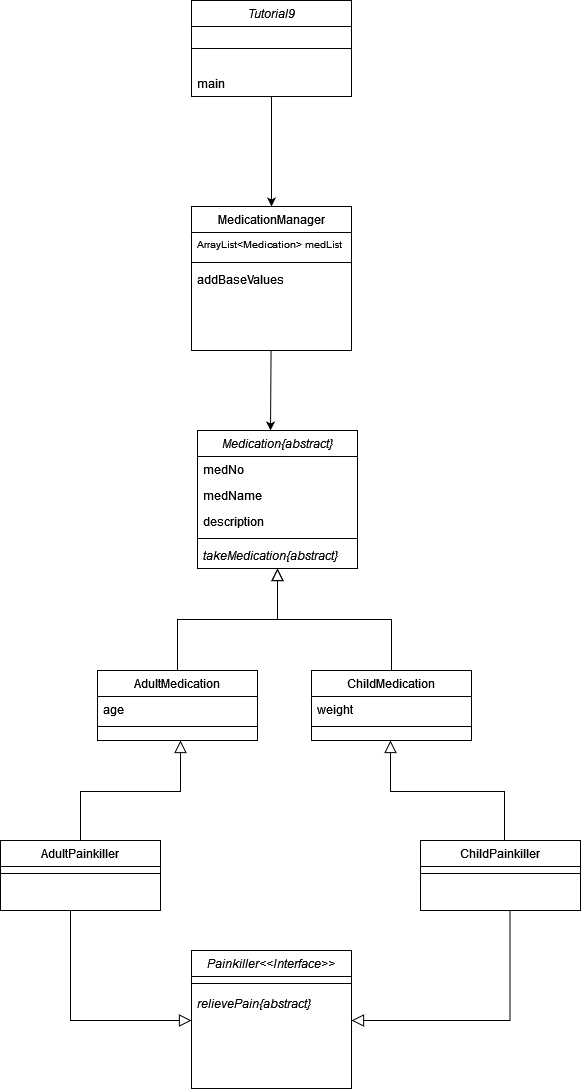 Tutorial9
main
MedicationManager
ArrayList<Medication> medList
addBaseValues
Medication{abstract}
medNo
medName
description
takeMedication{abstract}
AdultMedication
age
ChildMedication
weight
AdultPainkiller
ChildPainkiller
Painkiller<<Interface>>
relievePain{abstract}